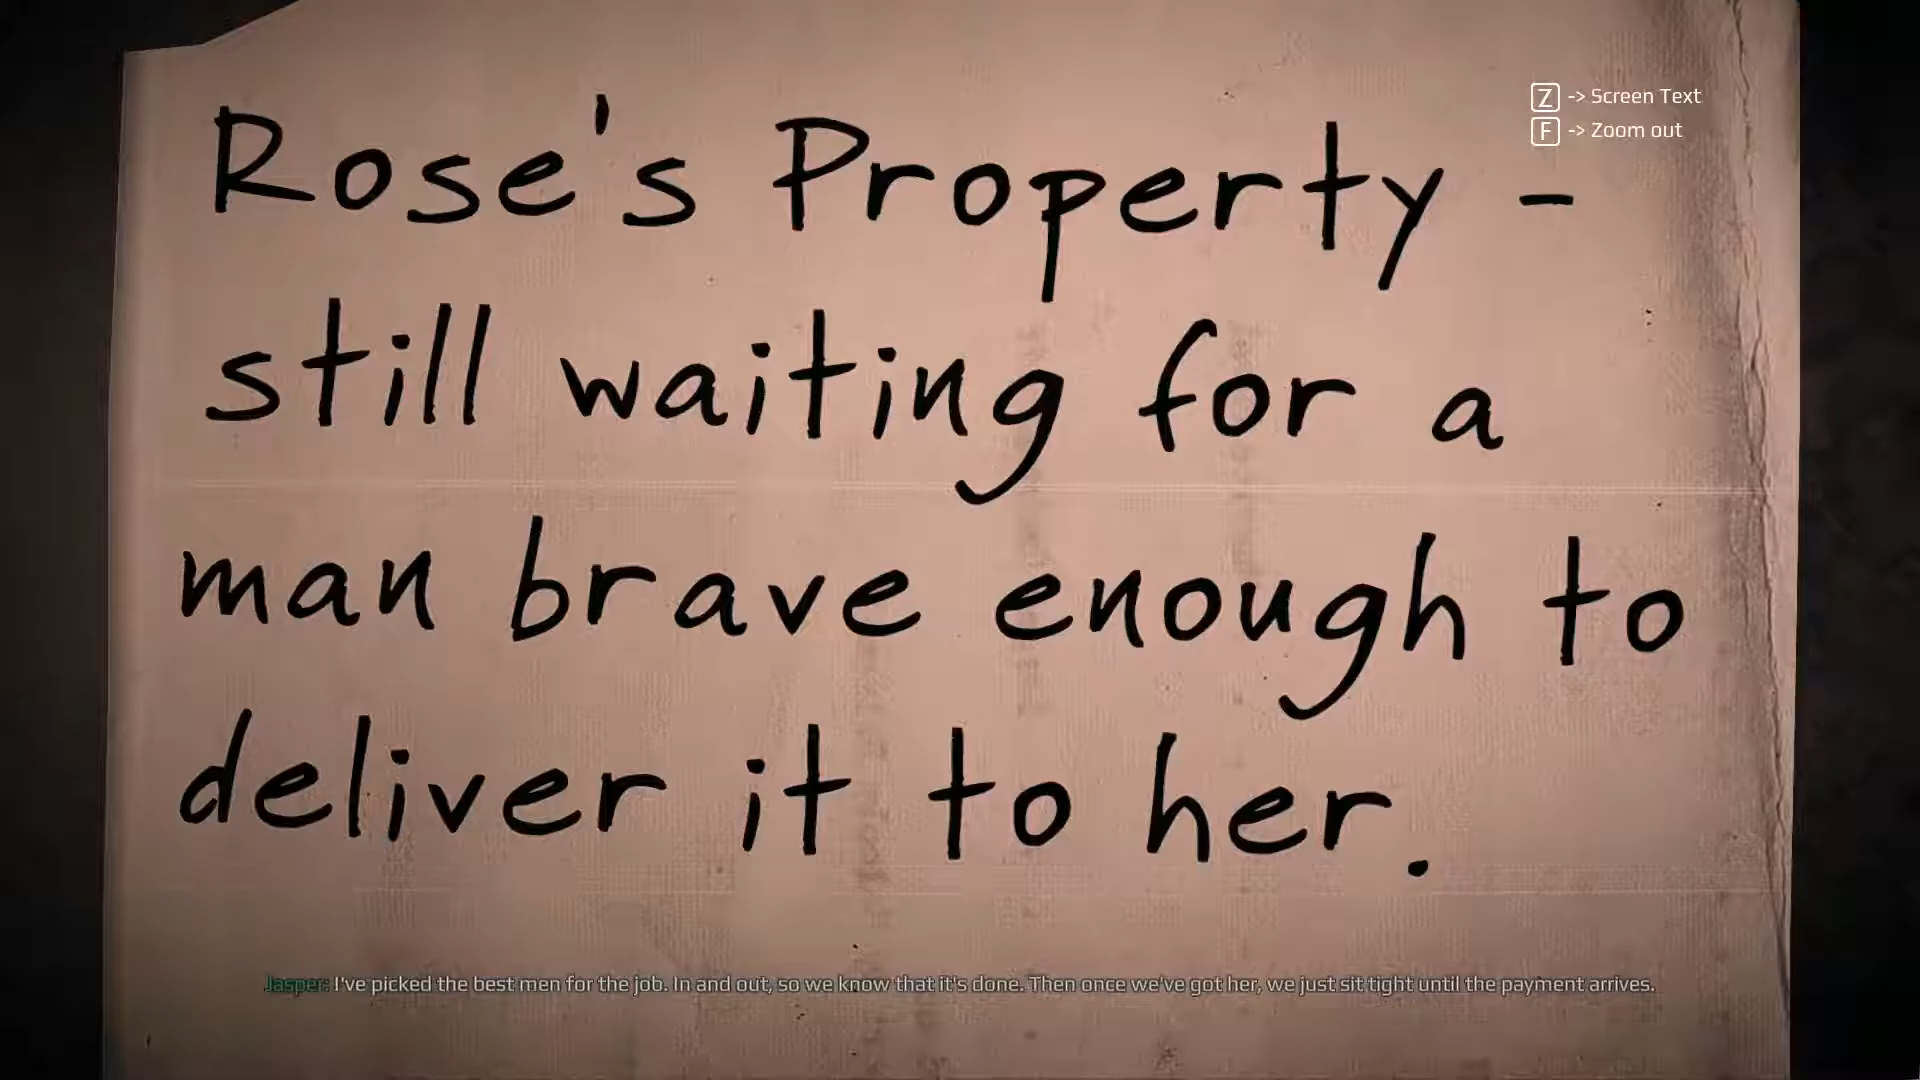 Z -> Screen Text
F -> Zoom out
Rose's Property -
still waiting for a
man brave enough to
deliver it to her.
Jasper: I've picked the best men for the job. In and out, so we know that it's done. Then once we've got her, we just sit tight until the payment arrives.